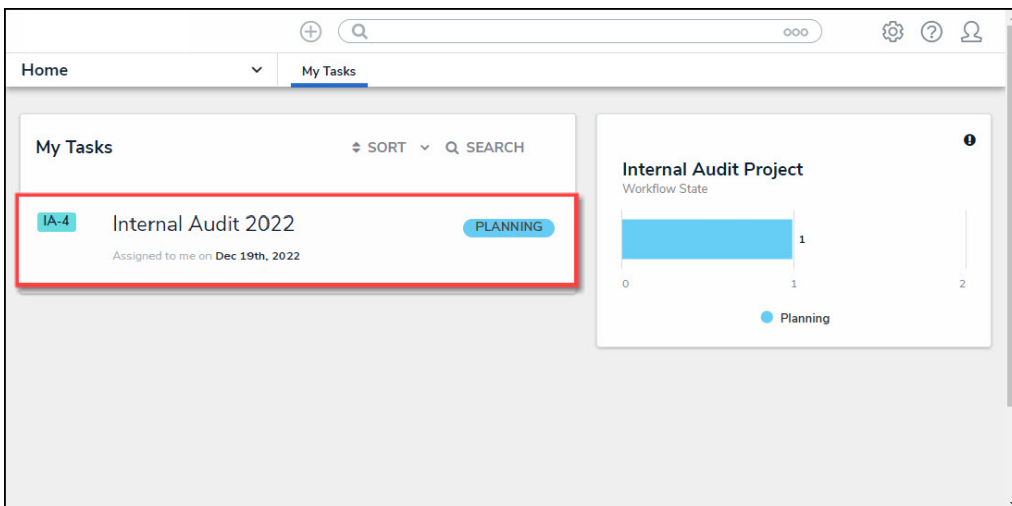 Home
My Tasks
My Tasks
SORT
SEARCH
IA-4
Internal Audit 2022
PLANNING
Assigned to me on Dec 19th, 2022
Internal Audit Project
Workflow State
1
0 1 2
Planning